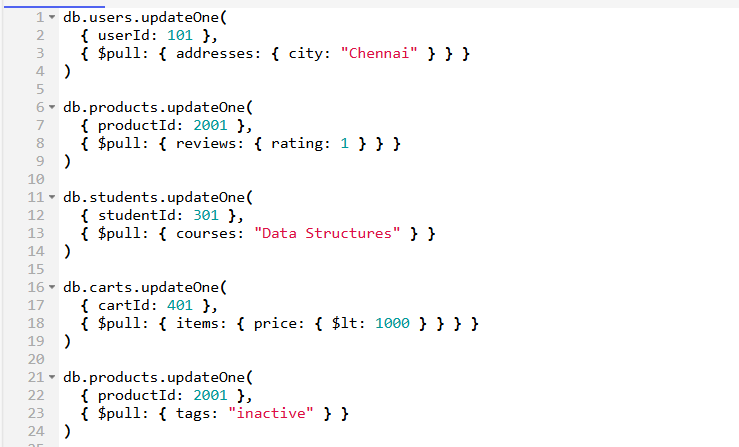 1 db.users.updateOne(
2   { userId: 101 },
3   { $pull: { addresses: { city: "Chennai" } } }
4 )
5
6 db.products.updateOne(
7   { productId: 2001 },
8   { $pull: { reviews: { rating: 1 } } }
9 )
10
11 db.students.updateOne(
12   { studentId: 301 },
13   { $pull: { courses: "Data Structures" } }
14 )
15
16 db.carts.updateOne(
17   { cartId: 401 },
18   { $pull: { items: { price: { $lt: 1000 } } } }
19 )
20
21 db.products.updateOne(
22   { productId: 2001 },
23   { $pull: { tags: "inactive" } }
24 )